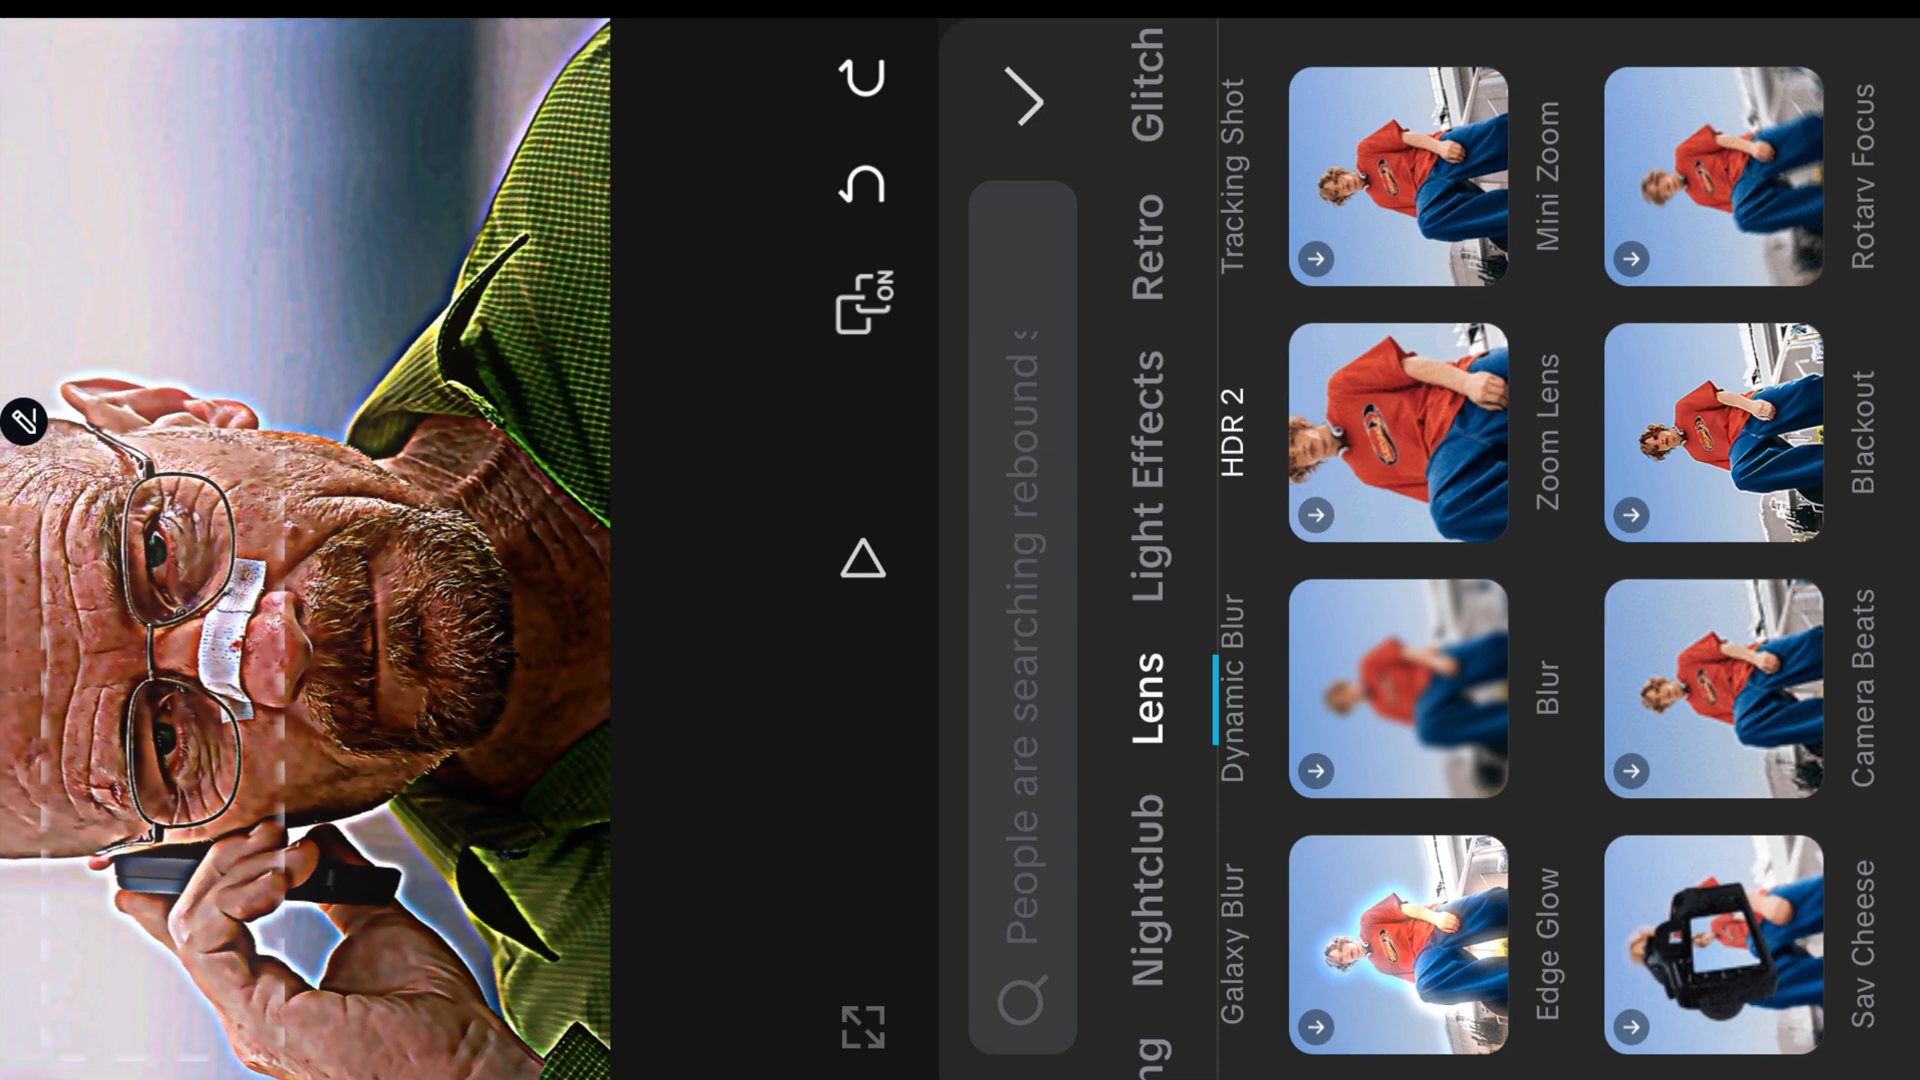 ON
People are searching rebound s
ng Nightclub Lens Light Effects Retro Glitch
Galaxy Blur Dynamic Blur HDR 2 Tracking Shot
Edge Glow Blur Zoom Lens Mini Zoom
Say Cheese Camera Beats Blackout Rotary Focus